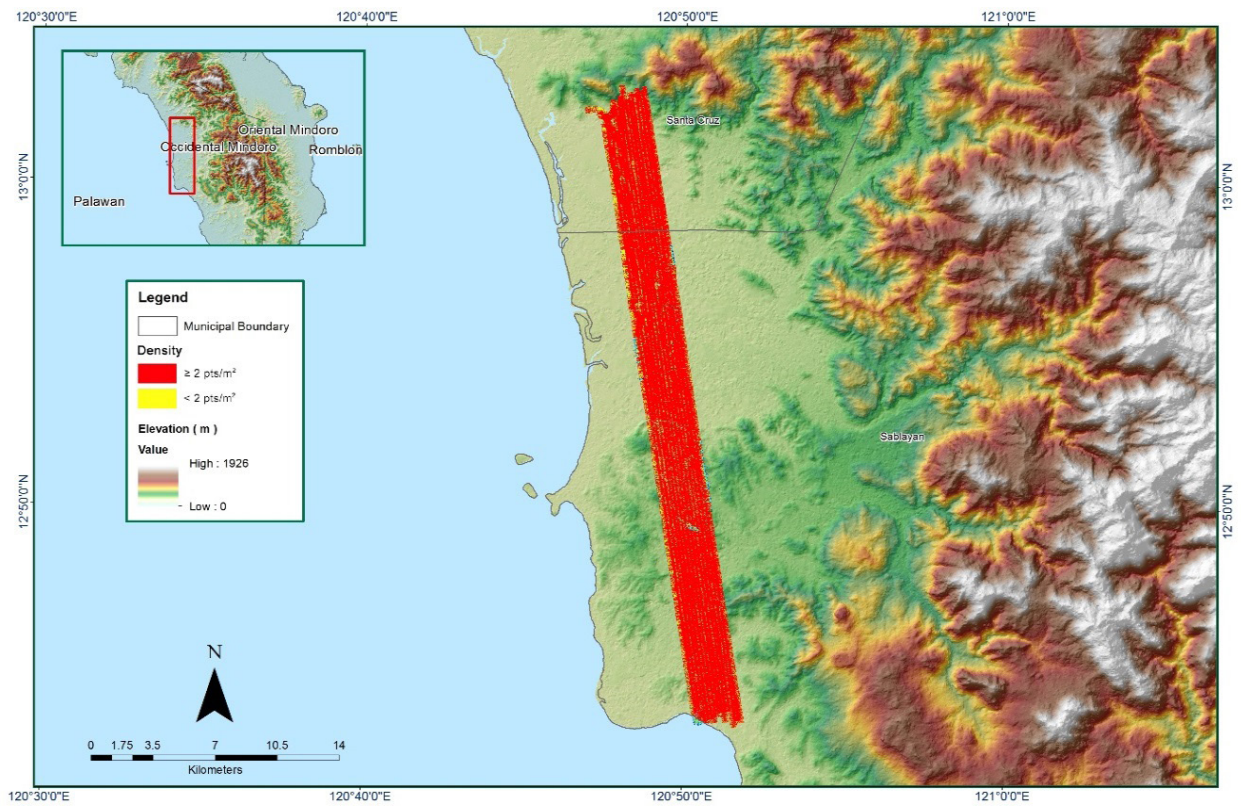 120°30'0"E
120°40'0"E
120°50'0"E
121°0'0"E
Oriental Mindoro
Occidental Mindoro
Romblon
Palawan
Santa Cruz
13°0'0"N
13°0'0"N
Legend
Municipal Boundary
Density
≥ 2 pts/m²
< 2 pts/m²
Elevation ( m )
Value
High : 1926
Low : 0
Sablayan
12°50'0"N
12°50'0"N
N
0 1.75 3.5 7 10.5 14
Kilometers
120°30'0"E
120°40'0"E
120°50'0"E
121°0'0"E